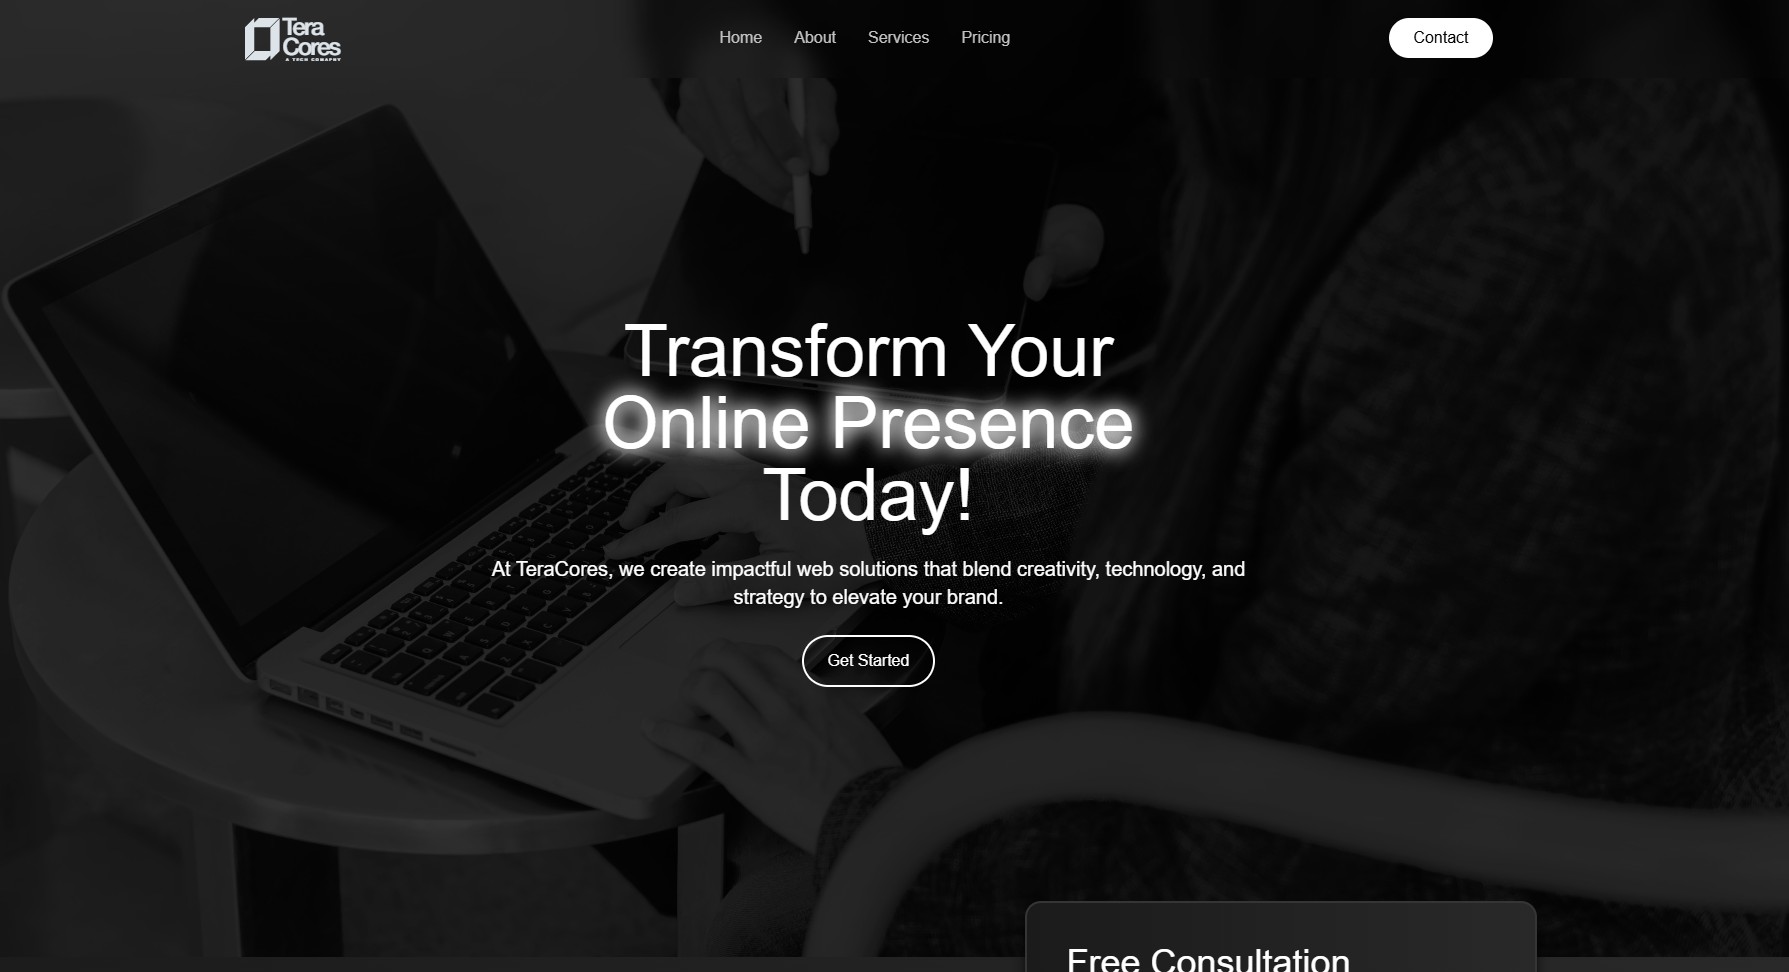 Tera
Cores
A TECH COMAPNY
Home
About
Services
Pricing
Contact
Transform Your
Online Presence
Today!
At TeraCores, we create impactful web solutions that blend creativity, technology, and
strategy to elevate your brand.
Get Started
Free Consultation